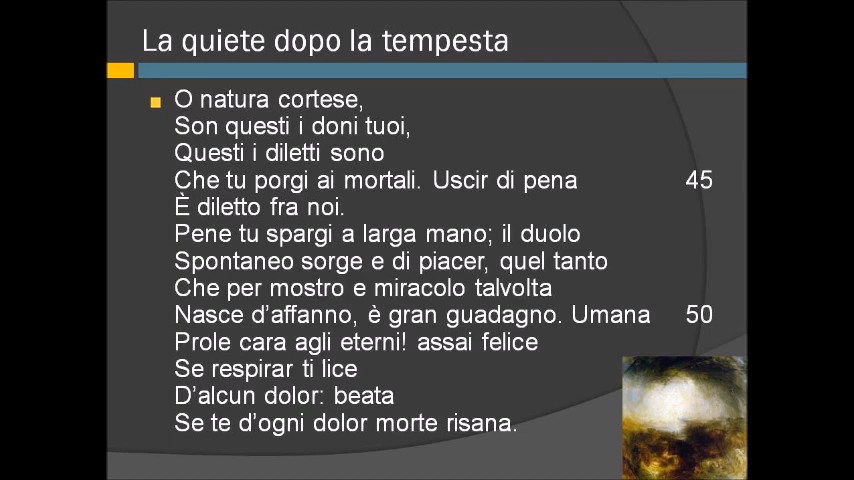 La quiete dopo la tempesta
O natura cortese,
Son questi i doni tuoi,
Questi i diletti sono
Che tu porgi ai mortali. Uscir di pena 45
È diletto fra noi.
Pene tu spargi a larga mano; il duolo
Spontaneo sorge e di piacer, quel tanto
Che per mostro e miracolo talvolta
Nasce d'affanno, è gran guadagno. Umana 50
Prole cara agli eterni! assai felice
Se respirar ti lice
D'alcun dolor: beata
Se te d'ogni dolor morte risana.